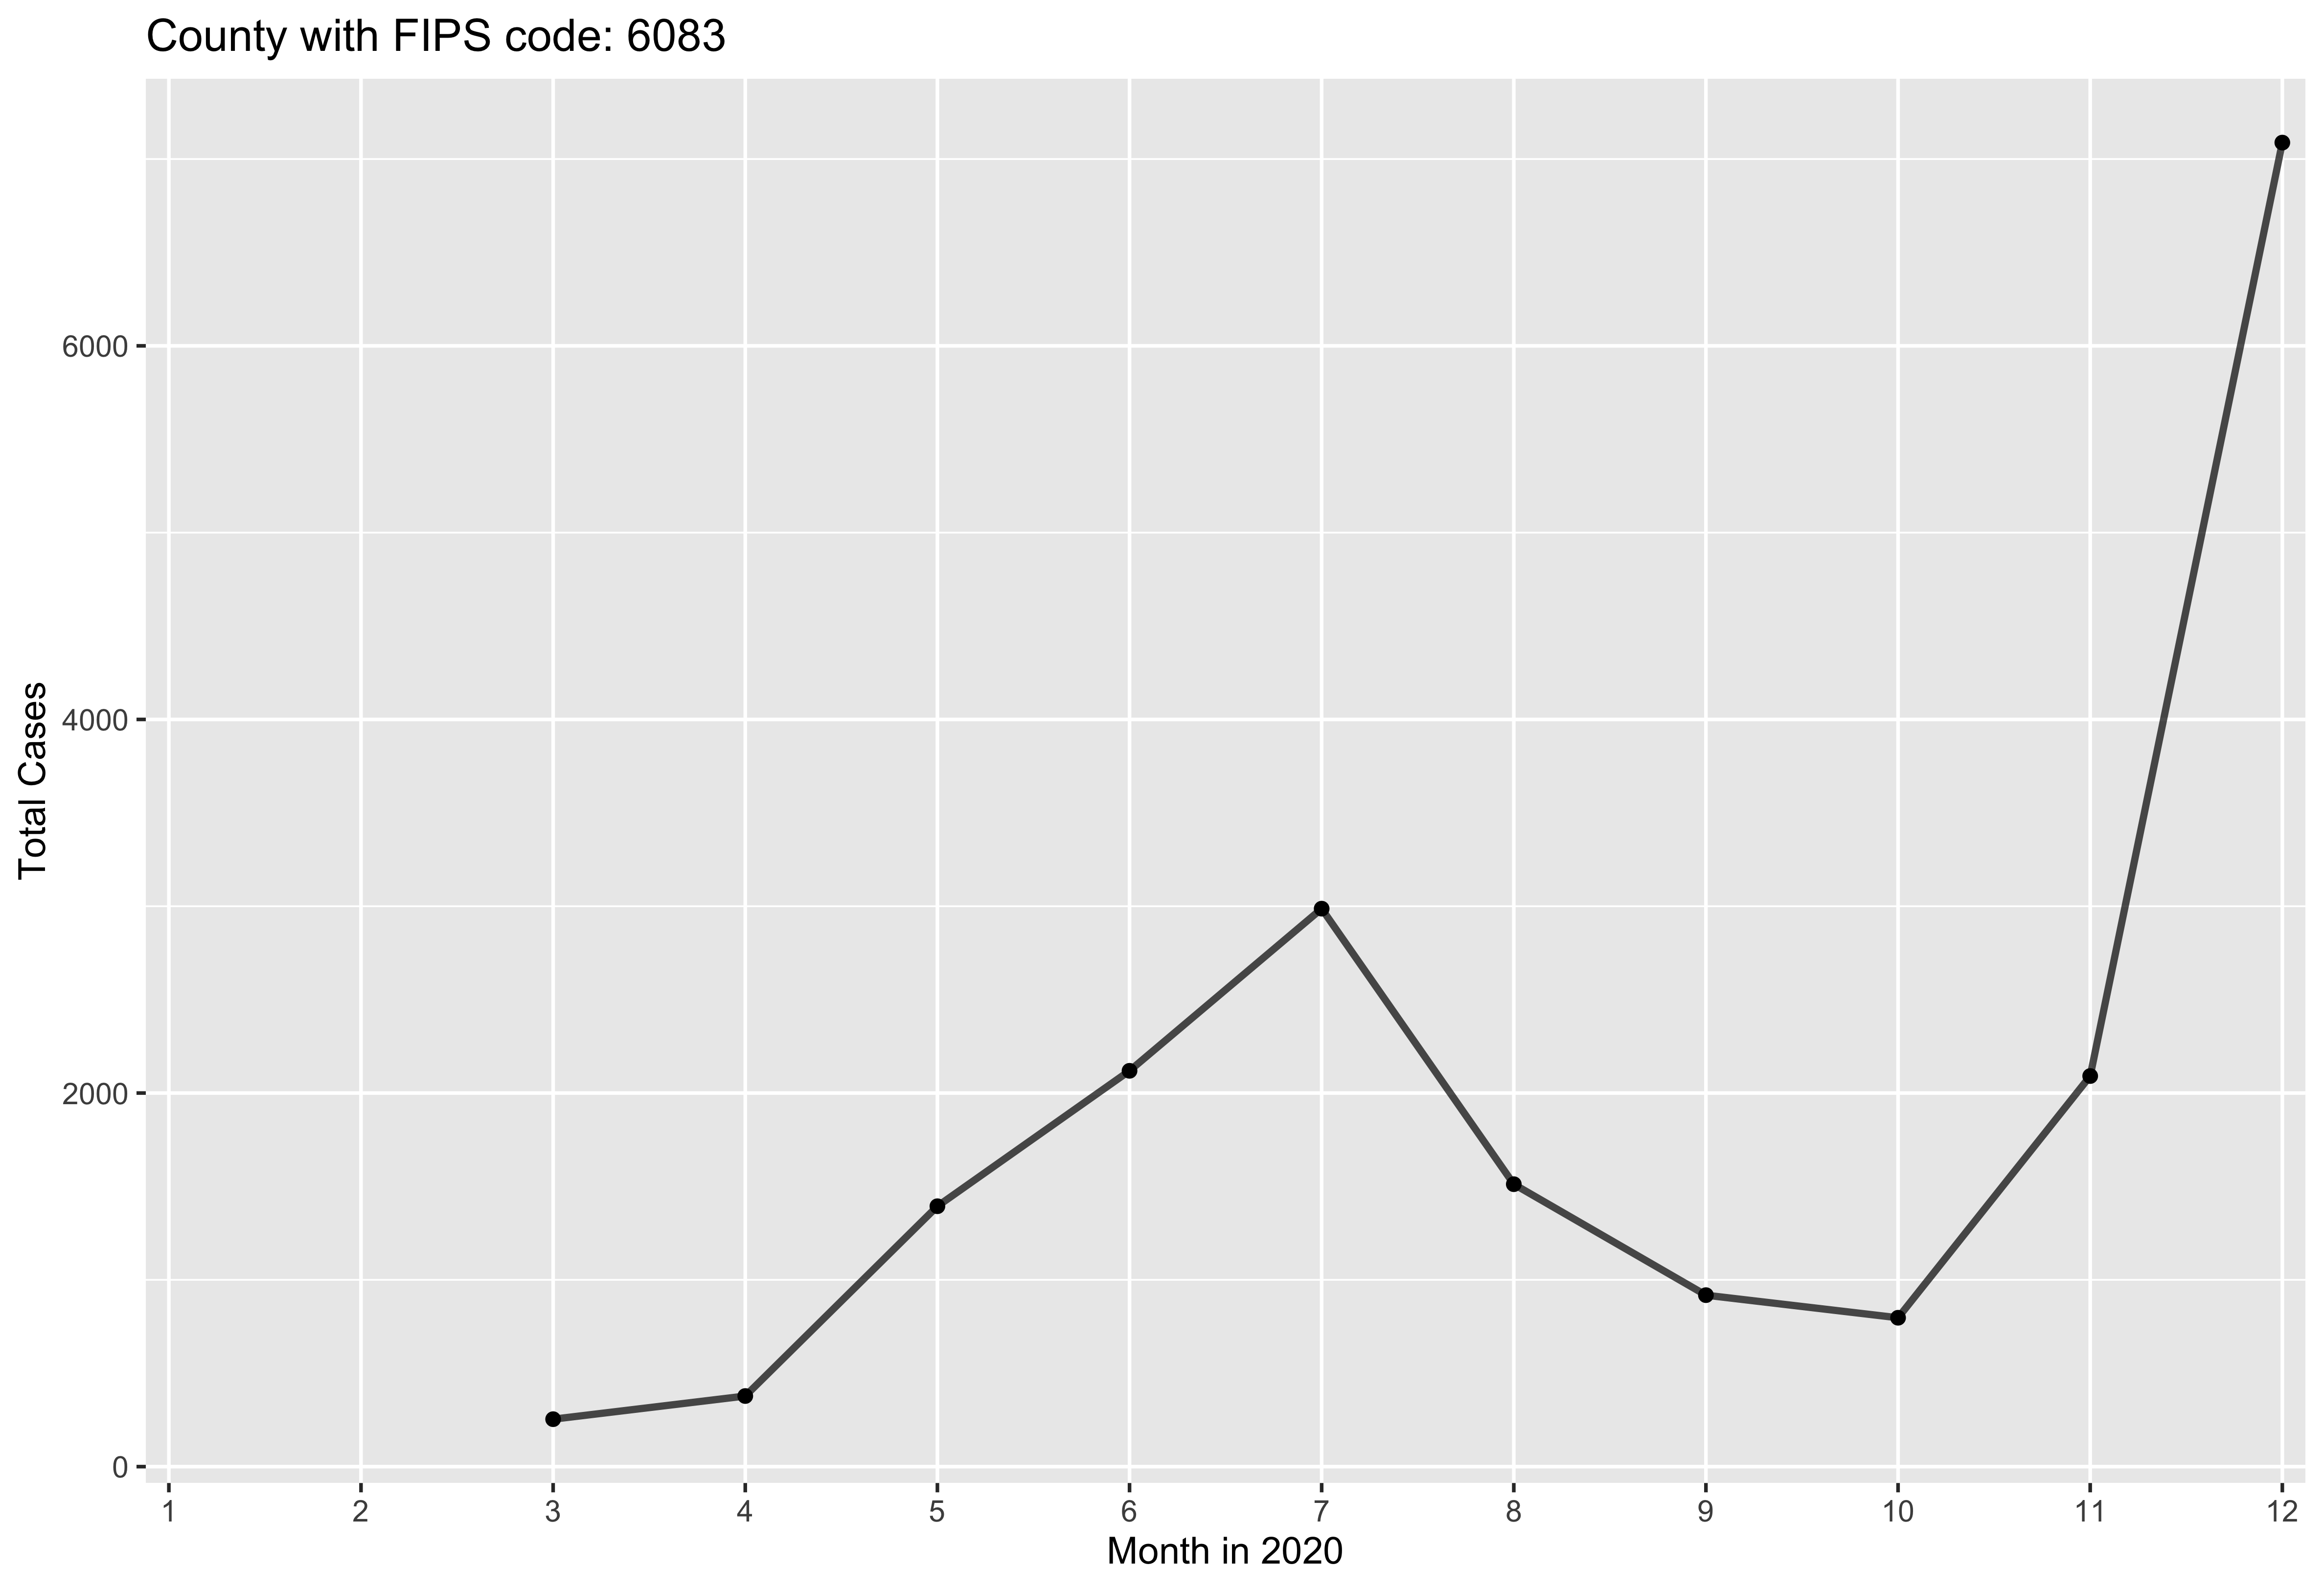 County with FIPS code: 6083
Total Cases
6000
4000
2000
0
1 2 3 4 5 6 7 8 9 10 11 12
Month in 2020